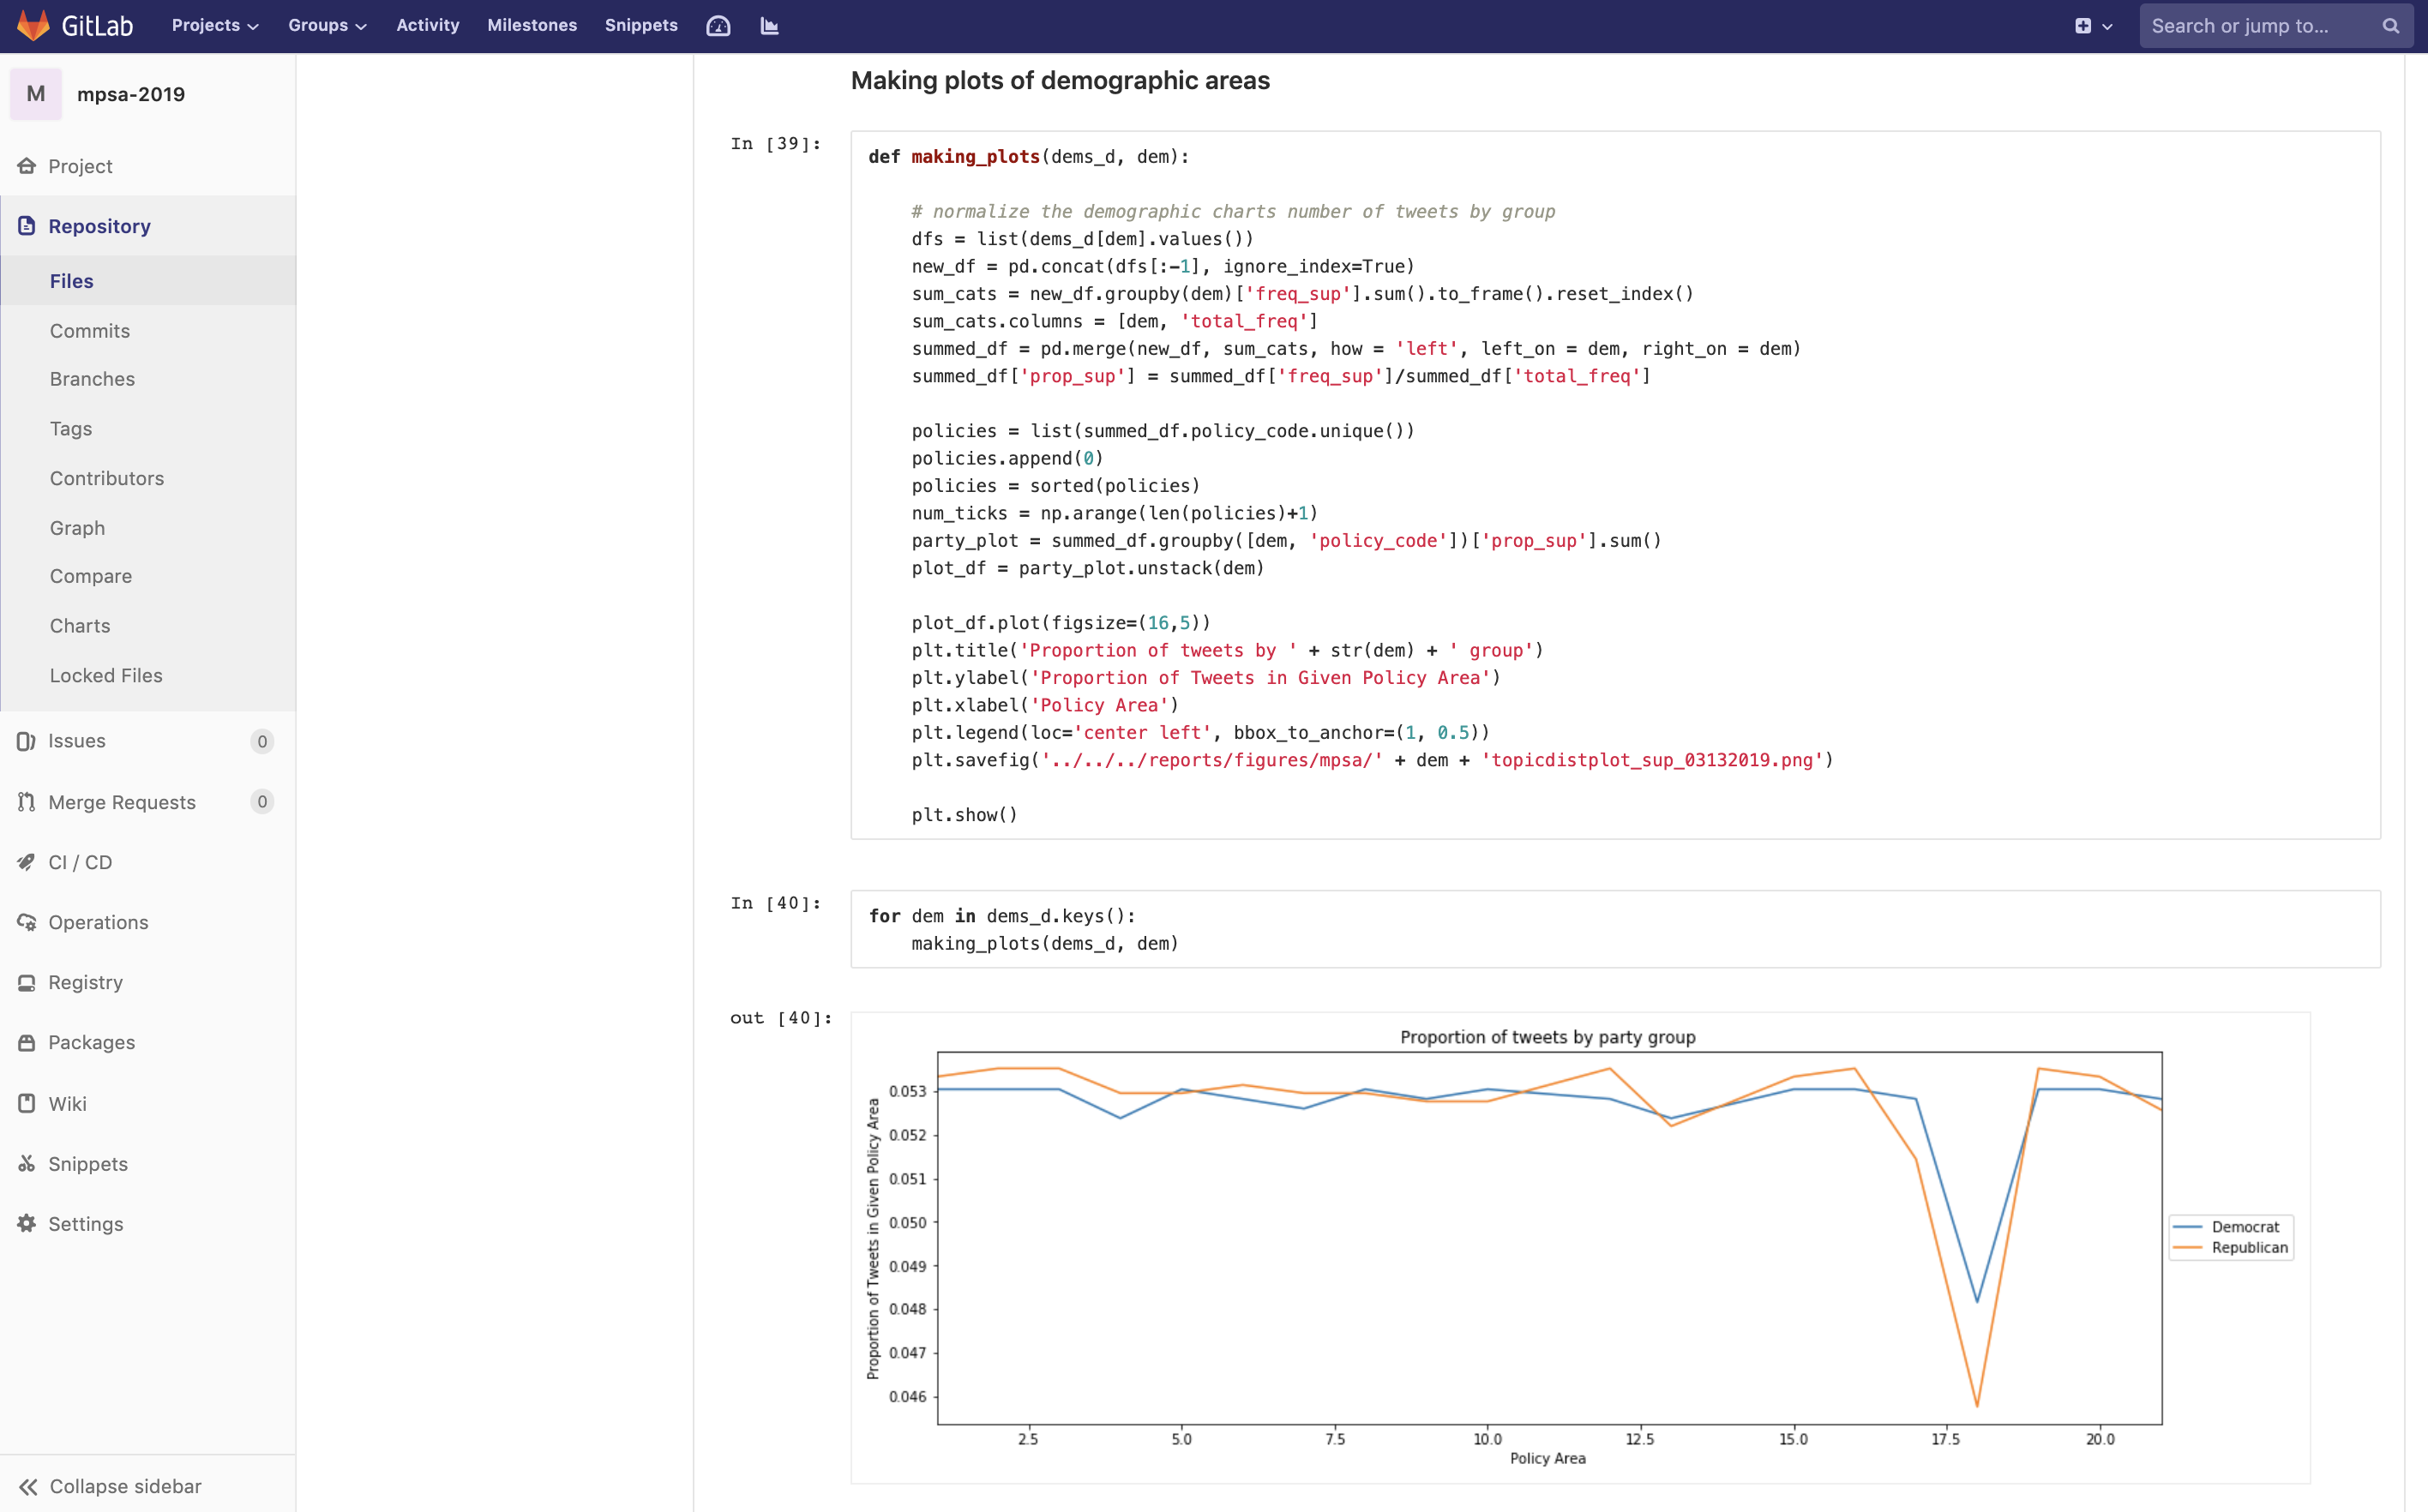 GitLab Projects Groups Activity Milestones Snippets Search or jump to...
M mpsa-2019
Project
Repository
Files
Commits
Branches
Tags
Contributors
Graph
Compare
Charts
Locked Files
Issues 0
Merge Requests 0
CI / CD
Operations
Registry
Packages
Wiki
Snippets
Settings
Collapse sidebar
Making plots of demographic areas
In [39]:
def making_plots(dems_d, dem):
# normalize the demographic charts number of tweets by group
dfs = list(dems_d[dem].values())
new_df = pd.concat(dfs[:-1], ignore_index=True)
sum_cats = new_df.groupby(dem)['freq_sup'].sum().to_frame().reset_index()
sum_cats.columns = [dem, 'total_freq']
summed_df = pd.merge(new_df, sum_cats, how = 'left', left_on = dem, right_on = dem)
summed_df['prop_sup'] = summed_df['freq_sup']/summed_df['total_freq']
policies = list(summed_df.policy_code.unique())
policies.append(0)
policies = sorted(policies)
num_ticks = np.arange(len(policies)+1)
party_plot = summed_df.groupby([dem, 'policy_code'])['prop_sup'].sum()
plot_df = party_plot.unstack(dem)
plot_df.plot(figsize=(16,5))
plt.title('Proportion of tweets by ' + str(dem) + ' group')
plt.ylabel('Proportion of Tweets in Given Policy Area')
plt.xlabel('Policy Area')
plt.legend(loc='center left', bbox_to_anchor=(1, 0.5))
plt.savefig('../../../reports/figures/mpsa/' + dem + 'topicdistplot_sup_03132019.png')
plt.show()
In [40]:
for dem in dems_d.keys():
making_plots(dems_d, dem)
out [40]:
Proportion of tweets by party group
Proportion of Tweets in Given Policy Area
0.053
0.052
0.051
0.050
0.049
0.048
0.047
0.046
2.5 5.0 7.5 10.0 12.5 15.0 17.5 20.0
Policy Area
Democrat
Republican